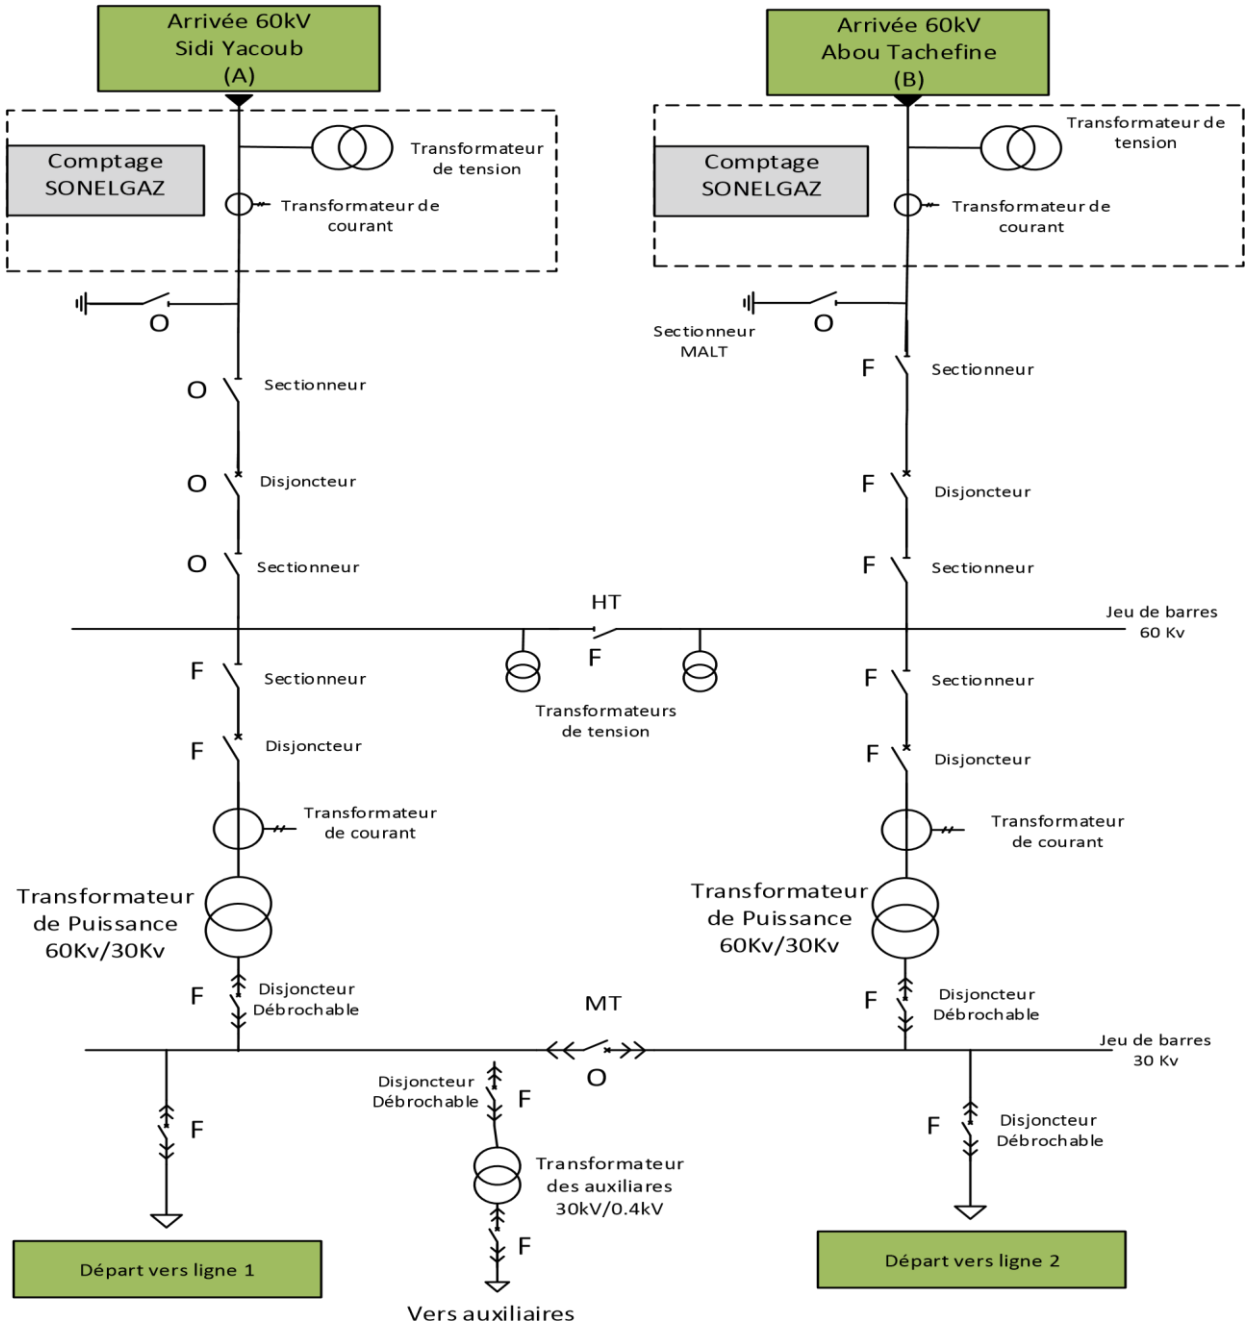 Arrivée 60kV
Sidi Yacoub
(A)
Arrivée 60kV
Abou Tachefine
(B)
Comptage
SONELGAZ
Transformateur
de tension
Transformateur de
courant
Comptage
SONELGAZ
Transformateur de
tension
Transformateur de
courant
O
Sectionneur
MALT
O
O
Sectionneur
F
Sectionneur
O
Disjoncteur
F
Disjoncteur
O
Sectionneur
F
Sectionneur
HT
F
Jeu de barres
60 Kv
F
Sectionneur
Transformateurs
de tension
F
Sectionneur
F
Disjoncteur
F
Disjoncteur
Transformateur
de courant
Transformateur
de courant
Transformateur
de Puissance
60Kv/30Kv
Transformateur
de Puissance
60Kv/30Kv
F
Disjoncteur
Débrochable
F
Disjoncteur
Débrochable
MT
O
Jeu de barres
30 Kv
F
Disjoncteur
Débrochable
F
F
Disjoncteur
Débrochable
Transformateur
des auxiliares
30kV/0.4kV
F
Départ vers ligne 1
Départ vers ligne 2
Vers auxiliaires